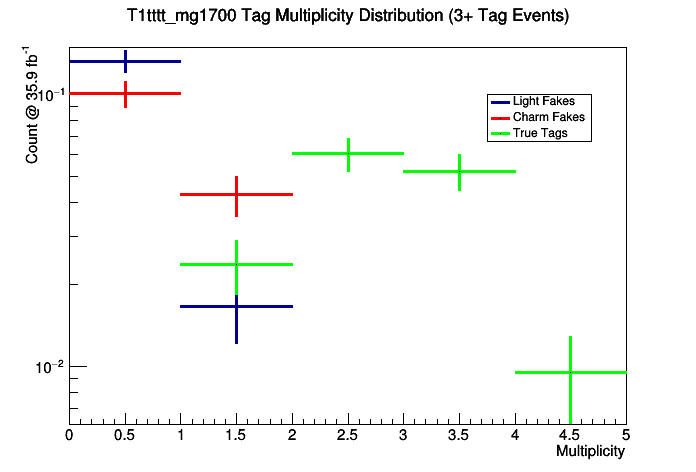 T1tttt_mg1700 Tag Multiplicity Distribution (3+ Tag Events)
Count @ 35.9 fb⁻¹
10⁻¹
10⁻²
Light Fakes
Charm Fakes
True Tags
0 0.5 1 1.5 2 2.5 3 3.5 4 4.5 5
Multiplicity